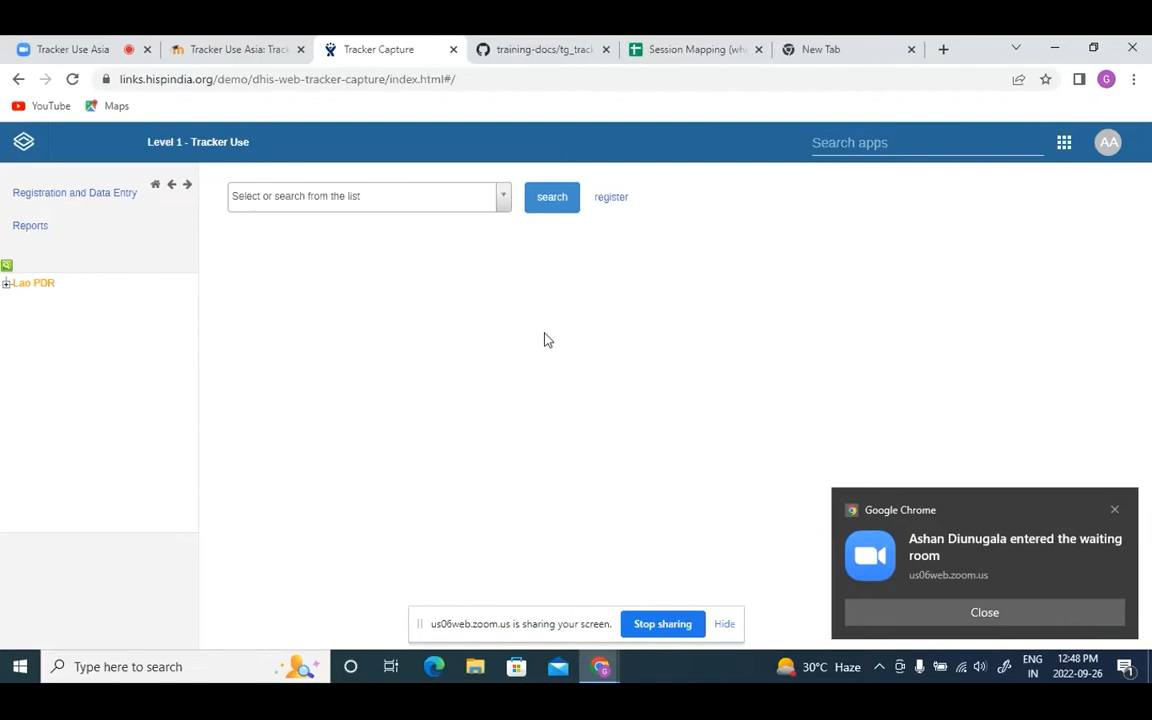 Tracker Use Asia
Tracker Use Asia: Track
Tracker Capture
training-docs/tg_track
Session Mapping (wh
New Tab
links.hispindia.org/demo/dhis-web-tracker-capture/index.html#/
G
YouTube
Maps
Level 1 - Tracker Use
Search apps
AA
Registration and Data Entry
Select or search from the list
search
register
Reports
Lao PDR
Google Chrome
Ashan Diunugala entered the waiting
room
us06web.zoom.us
Close
us06web.zoom.us is sharing your screen.
Stop sharing
Hide
Type here to search
G
30°C Haze
ENG
IN
12:48 PM
2022-09-26
1